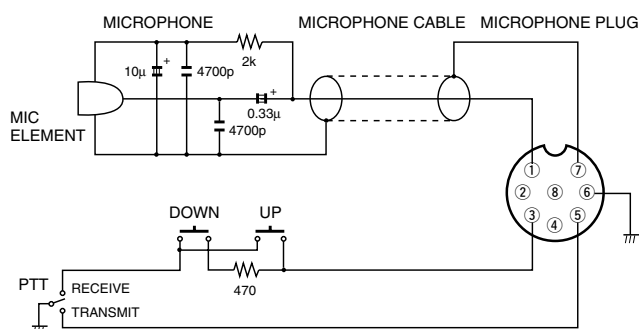 MICROPHONE
MICROPHONE CABLE
MICROPHONE PLUG
2k
10µ
+
4700p
+
0.33µ
4700p
MIC
ELEMENT
1
7
2
8
6
3
4
5
DOWN
UP
470
PTT
RECEIVE
TRANSMIT